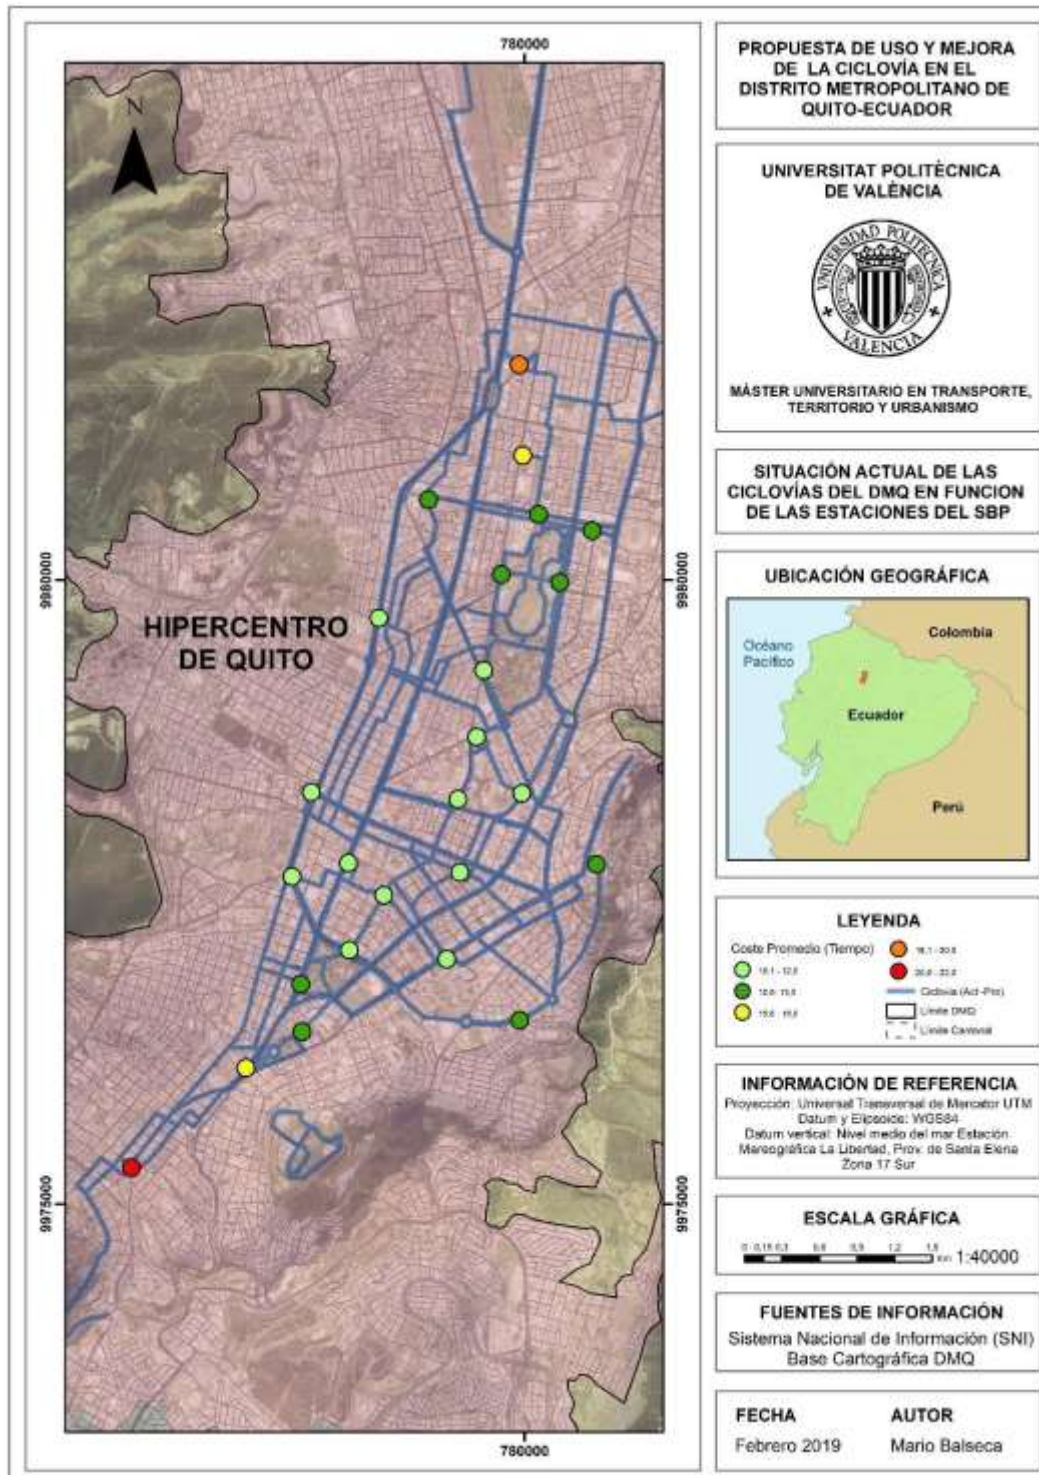 780000
N
9980000
9980000
HIPERCENTRO
DE QUITO
9975000
9975000
780000
PROPUESTA DE USO Y MEJORA
DE LA CICLOVÍA EN EL
DISTRITO METROPOLITANO DE
QUITO-ECUADOR
UNIVERSITAT POLITÈCNICA
DE VALÈNCIA
UNIVERSIDAD POLITECNICA
VALENCIA
MÁSTER UNIVERSITARIO EN TRANSPORTE,
TERRITORIO Y URBANISMO
SITUACIÓN ACTUAL DE LAS
CICLOVÍAS DEL DMQ EN FUNCION
DE LAS ESTACIONES DEL SBP
UBICACIÓN GEOGRÁFICA
Océano
Pacífico
Colombia
Ecuador
Perú
LEYENDA
Coste Promedio (Tiempo)
Ciclovía (Act -Pro)
Límite DMQ
Límite Cantonal
INFORMACIÓN DE REFERENCIA
Proyección: Universal Transversal de Mercator UTM
Datum y Elipsoide: WGS84
Datum vertical: Nivel medio del mar Estación
Mareográfica La Libertad, Prov. de Santa Elena
Zona 17 Sur
ESCALA GRÁFICA
1:40000
FUENTES DE INFORMACIÓN
Sistema Nacional de Información (SNI)
Base Cartográfica DMQ
FECHA
Febrero 2019
AUTOR
Mario Balseca